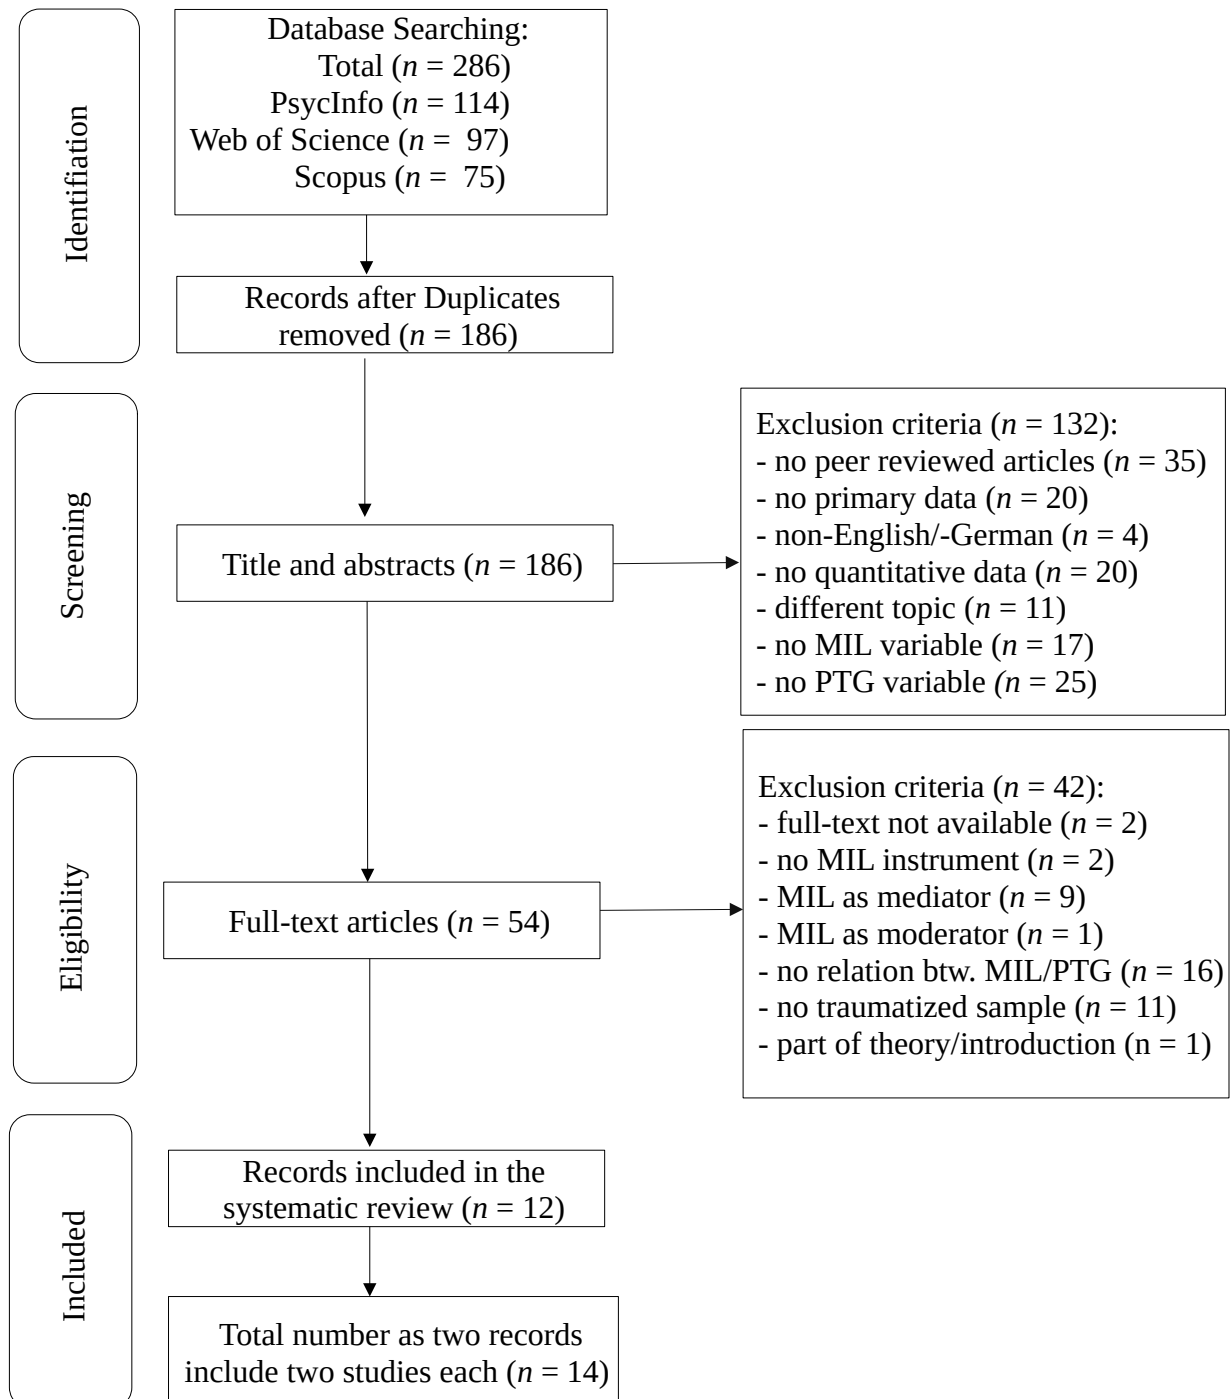 Identifiation
Database Searching:
Total (n = 286)
PsycInfo (n = 114)
Web of Science (n =  97)
Scopus (n =  75)
Records after Duplicates
removed (n = 186)
Screening
Title and abstracts (n = 186)
Exclusion criteria (n = 132):
- no peer reviewed articles (n = 35)
- no primary data (n = 20)
- non-English/-German (n = 4)
- no quantitative data (n = 20)
- different topic (n = 11)
- no MIL variable (n = 17)
- no PTG variable (n = 25)
Eligibility
Full-text articles (n = 54)
Exclusion criteria (n = 42):
- full-text not available (n = 2)
- no MIL instrument (n = 2)
- MIL as mediator (n = 9)
- MIL as moderator (n = 1)
- no relation btw. MIL/PTG (n = 16)
- no traumatized sample (n = 11)
- part of theory/introduction (n = 1)
Included
Records included in the
systematic review (n = 12)
Total number as two records
include two studies each (n = 14)